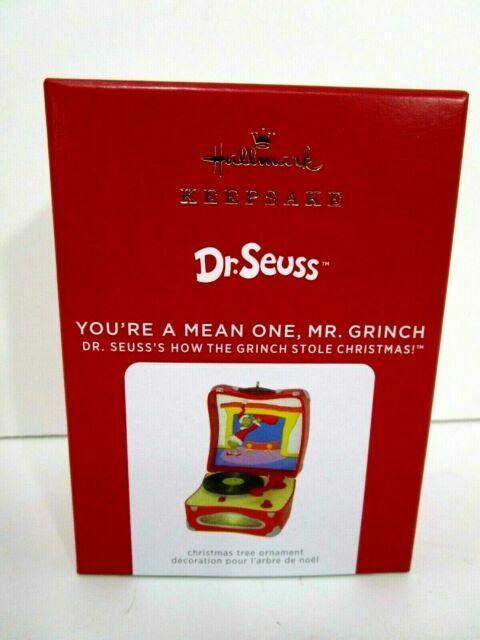 Hallmark
KEEPSAKE
Dr. Seuss™
YOU'RE A MEAN ONE, MR. GRINCH
DR. SEUSS'S HOW THE GRINCH STOLE CHRISTMAS!™
christmas tree ornament
décoration pour l'arbre de noël